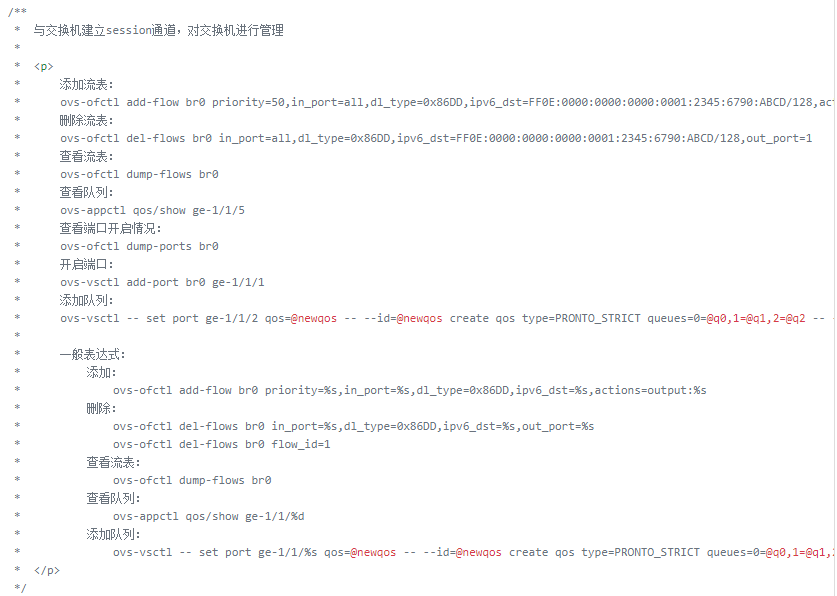 /**
 * 与交换机建立session通道，对交换机进行管理
 *
 * <p>
 *     添加流表:
 *     ovs-ofctl add-flow br0 priority=50,in_port=all,dl_type=0x86DD,ipv6_dst=FF0E:0000:0000:0000:0001:2345:6790:ABCD/128,ac
 *     删除流表:
 *     ovs-ofctl del-flows br0 in_port=all,dl_type=0x86DD,ipv6_dst=FF0E:0000:0000:0000:0001:2345:6790:ABCD/128,out_port=1
 *     查看流表:
 *     ovs-ofctl dump-flows br0
 *     查看队列:
 *     ovs-appctl qos/show ge-1/1/5
 *     查看端口开启情况:
 *     ovs-ofctl dump-ports br0
 *     开启端口:
 *     ovs-vsctl add-port br0 ge-1/1/1
 *     添加队列:
 *     ovs-vsctl -- set port ge-1/1/2 qos=@newqos -- --id=@newqos create qos type=PRONTO_STRICT queues=0=@q0,1=@q1,2=@q2 --
 *
 *     一般表达式:
 *         添加:
 *             ovs-ofctl add-flow br0 priority=%s,in_port=%s,dl_type=0x86DD,ipv6_dst=%s,actions=output:%s
 *         删除:
 *             ovs-ofctl del-flows br0 in_port=%s,dl_type=0x86DD,ipv6_dst=%s,out_port=%s
 *             ovs-ofctl del-flows br0 flow_id=1
 *         查看流表:
 *             ovs-ofctl dump-flows br0
 *         查看队列:
 *             ovs-appctl qos/show ge-1/1/%d
 *         添加队列:
 *             ovs-vsctl -- set port ge-1/1/%s qos=@newqos -- --id=@newqos create qos type=PRONTO_STRICT queues=0=@q0,1=@q1,
 * </p>
 */